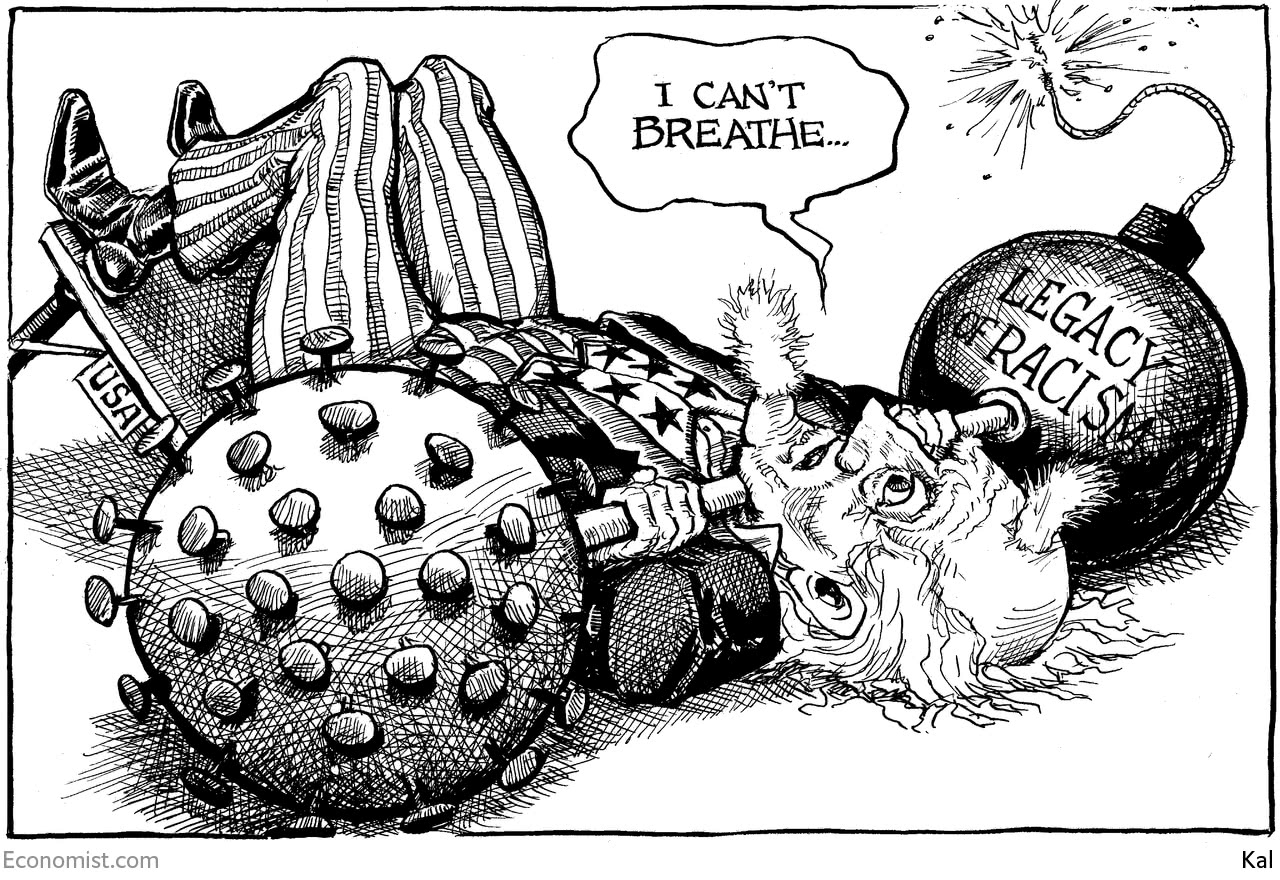 I CAN'T
BREATHE...
LEGACY
OF RACISM
USA
Economist.com
Kal